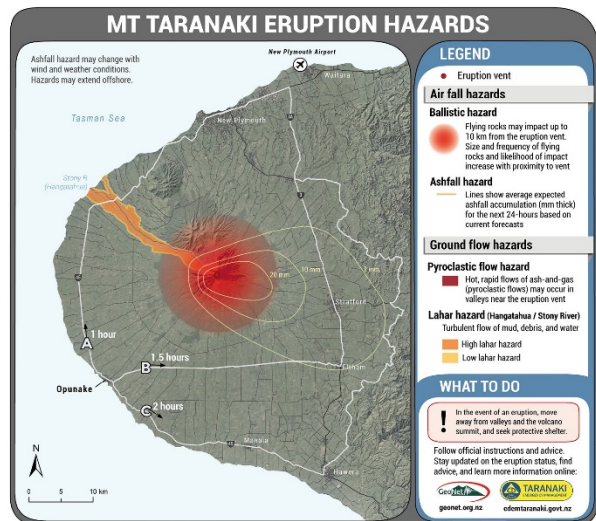 MT TARANAKI ERUPTION HAZARDS
Ashfall hazard may change with
wind and weather conditions.
Hazards may extend offshore.
New Plymouth Airport
Waitara
Tasman Sea
New Plymouth
Stony R
(Hangatahua)
20 mm
10 mm
1 mm
Stratford
A
1 hour
B
1.5 hours
Eltham
Opunake
C
2 hours
Manaia
Hawera
N
0
5
10 km
LEGEND
Eruption vent
Air fall hazards
Ballistic hazard
Flying rocks may impact up to
10 km from the eruption vent.
Size and frequency of flying
rocks and likelihood of impact
increase with proximity to vent
Ashfall hazard
Lines show average expected
ashfall accumulation (mm thick)
for the next 24-hours based on
current forecasts
Ground flow hazards
Pyroclastic flow hazard
Hot, rapid flows of ash-and-gas
(pyroclastic flows) may occur in
valleys near the eruption vent
Lahar hazard (Hangatahua / Stony River)
Turbulent flow of mud, debris, and water
High lahar hazard
Low lahar hazard
WHAT TO DO
!
In the event of an eruption, move
away from valleys and the volcano
summit, and seek protective shelter.
Follow official instructions and advice.
Stay updated on the eruption status, find
advice, and learn more information online:
GeoNet
TARANAKI
geonet.org.nz
cdemtaranaki.govt.nz